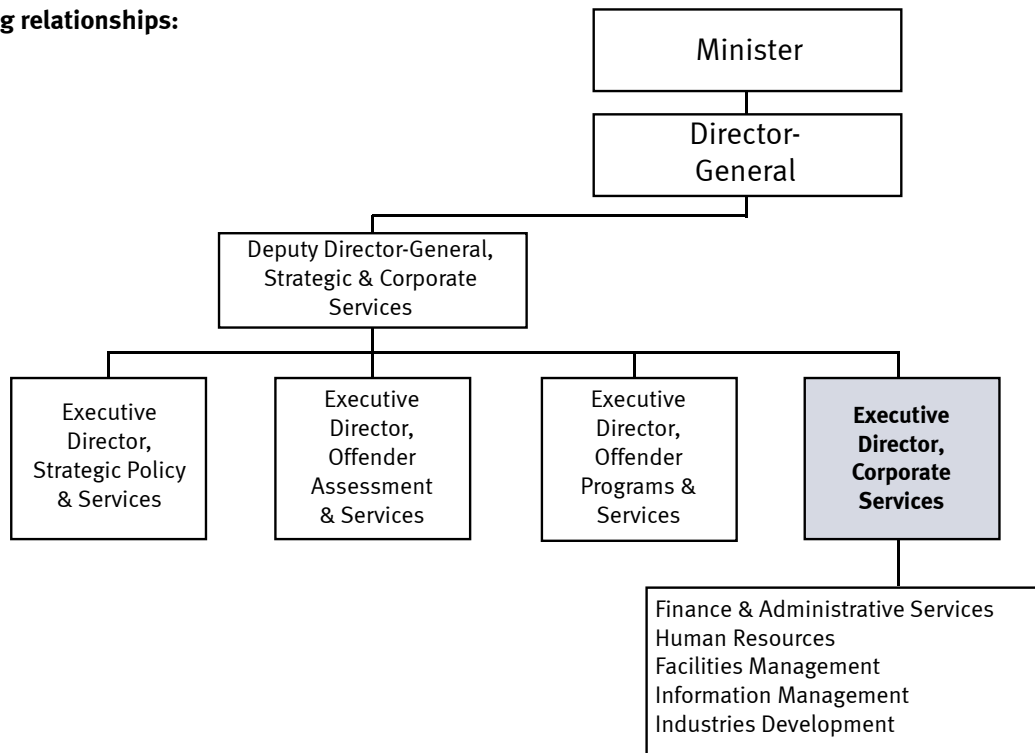 g relationships:
Minister
Director-
General
Deputy Director-General,
Strategic & Corporate
Services
Executive
Director,
Strategic Policy
& Services
Executive
Director,
Offender
Assessment
& Services
Executive
Director,
Offender
Programs &
Services
Executive
Director,
Corporate
Services
Finance & Administrative Services
Human Resources
Facilities Management
Information Management
Industries Development